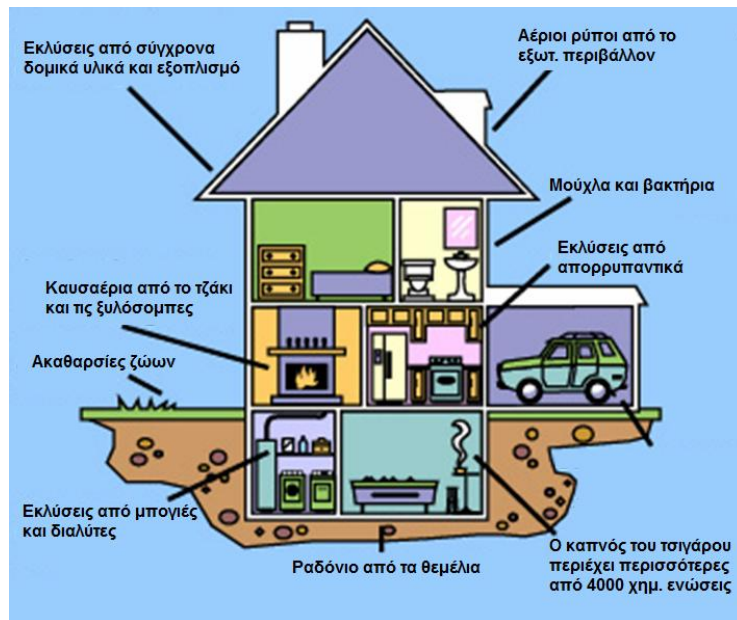 Εκλύσεις από σύγχρονα
δομικά υλικά και εξοπλισμό
Αέριοι ρύποι από το
εξωτ. περιβάλλον
Μούχλα και βακτήρια
Εκλύσεις από
απορρυπαντικά
Καυσαέρια από το τζάκι
και τις ξυλόσομπες
Ακαθαρσίες ζώων
Εκλύσεις από μπογιές
και διαλύτες
Ραδόνιο από τα θεμέλια
Ο καπνός του τσιγάρου
περιέχει περισσότερες
από 4000 χημ. ενώσεις